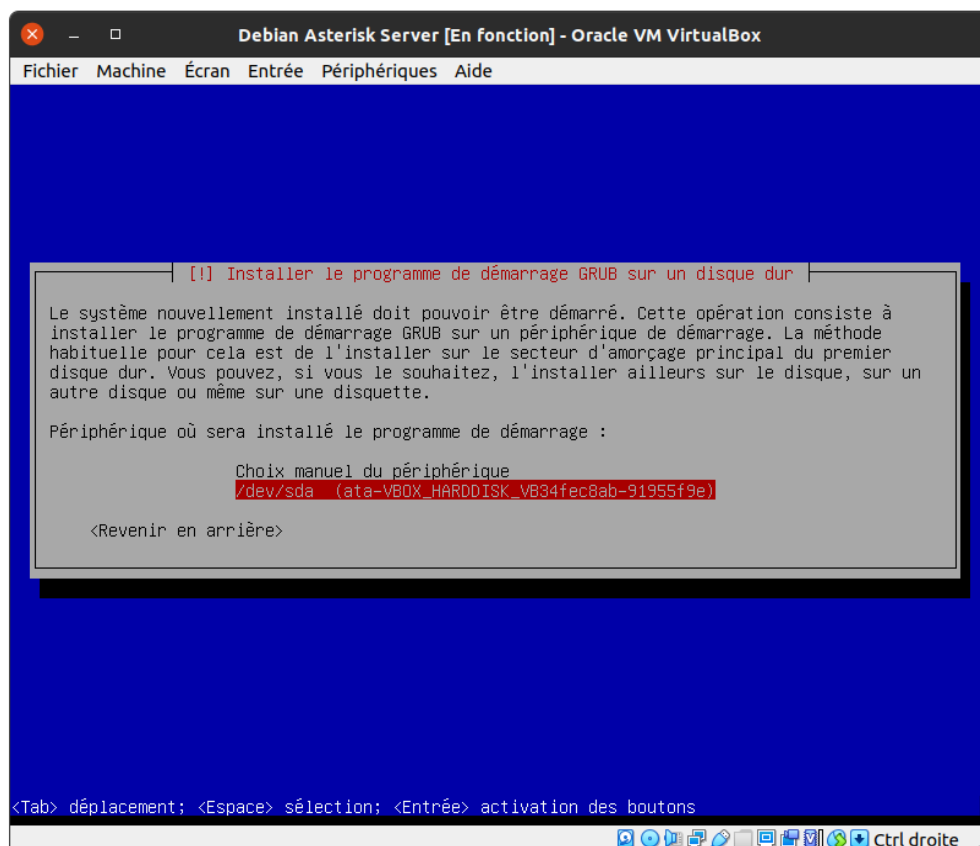 Debian Asterisk Server [En fonction] - Oracle VM VirtualBox
Fichier Machine Écran Entrée Périphériques Aide
[!] Installer le programme de démarrage GRUB sur un disque dur
Le système nouvellement installé doit pouvoir être démarré. Cette opération consiste à
installer le programme de démarrage GRUB sur un périphérique de démarrage. La méthode
habituelle pour cela est de l'installer sur le secteur d'amorçage principal du premier
disque dur. Vous pouvez, si vous le souhaitez, l'installer ailleurs sur le disque, sur un
autre disque ou même sur une disquette.
Périphérique où sera installé le programme de démarrage :
Choix manuel du périphérique
/dev/sda (ata-VBOX_HARDDISK_VB34fec8ab-91955f9e)
<Revenir en arrière>
<Tab> déplacement; <Espace> sélection; <Entrée> activation des boutons
Ctrl droite